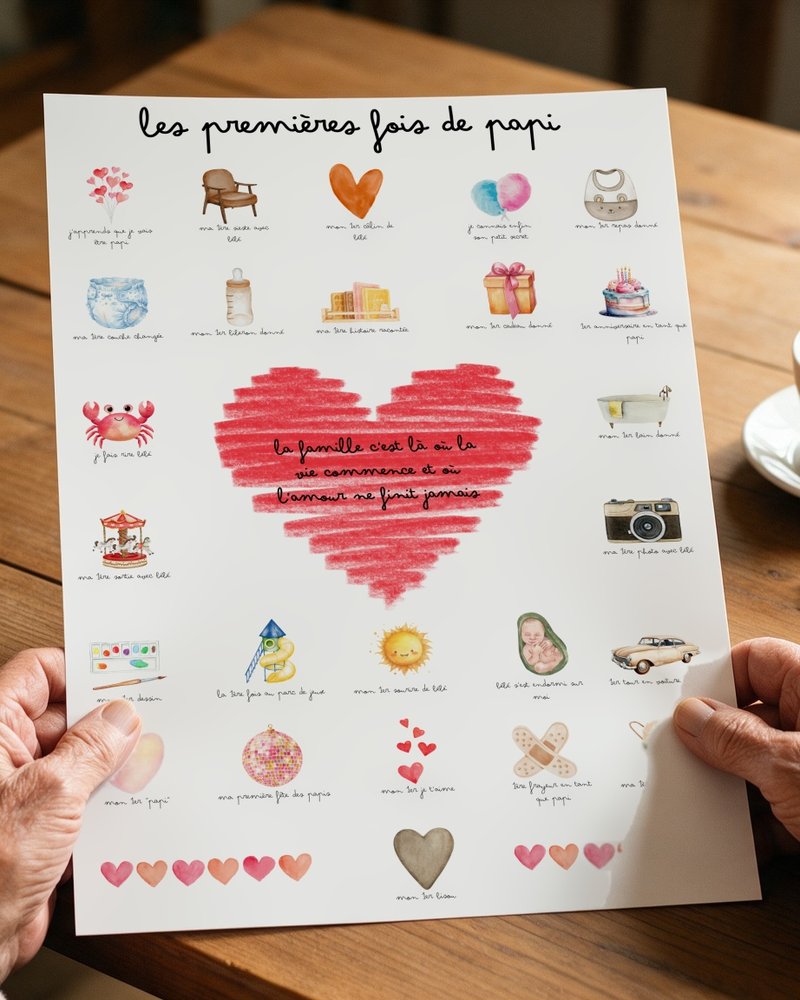 les premières fois de papi
j'apprends que je vais
être papi
ma 1ère sieste avec
bébé
mon 1er câlin de
bébé
je connais enfin
son petit secret
mon 1er repas donné
ma 1ère couche changée
mon 1er biberon donné
ma 1ère histoire racontée
mon 1er cadeau donné
1er anniversaire en tant que
papi
je fais rire bébé
la famille c'est là où la
vie commence et où
l'amour ne finit jamais
mon 1er bain donné
ma 1ère sortie avec bébé
ma 1ère photo avec bébé
1er dessin
la 1ère fois au parc de jeux
mon 1er sourire de bébé
bébé s'est endormi sur
moi
1er tour en voiture
mon 1er "papi"
ma première fête des papis
mon 1er je t'aime
1ère frayeur en tant
que papi
mon 1er bisou